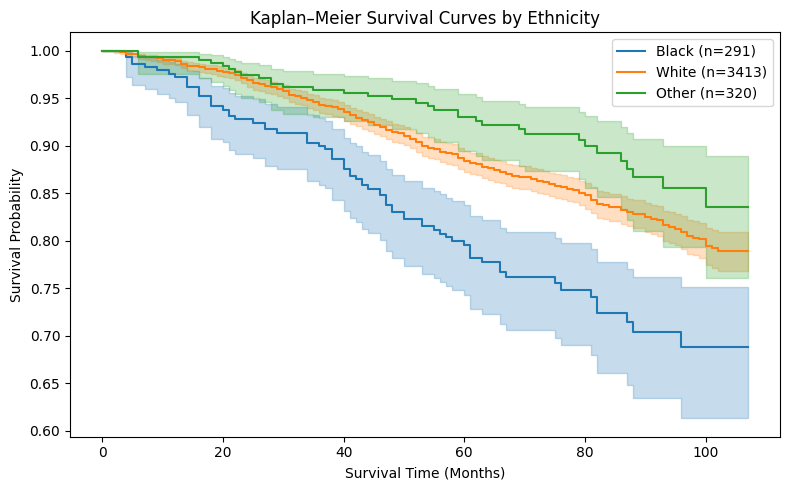 Kaplan–Meier Survival Curves by Ethnicity
Black (n=291)
White (n=3413)
Other (n=320)
Survival Probability
1.00
0.95
0.90
0.85
0.80
0.75
0.70
0.65
0.60
0 20 40 60 80 100
Survival Time (Months)